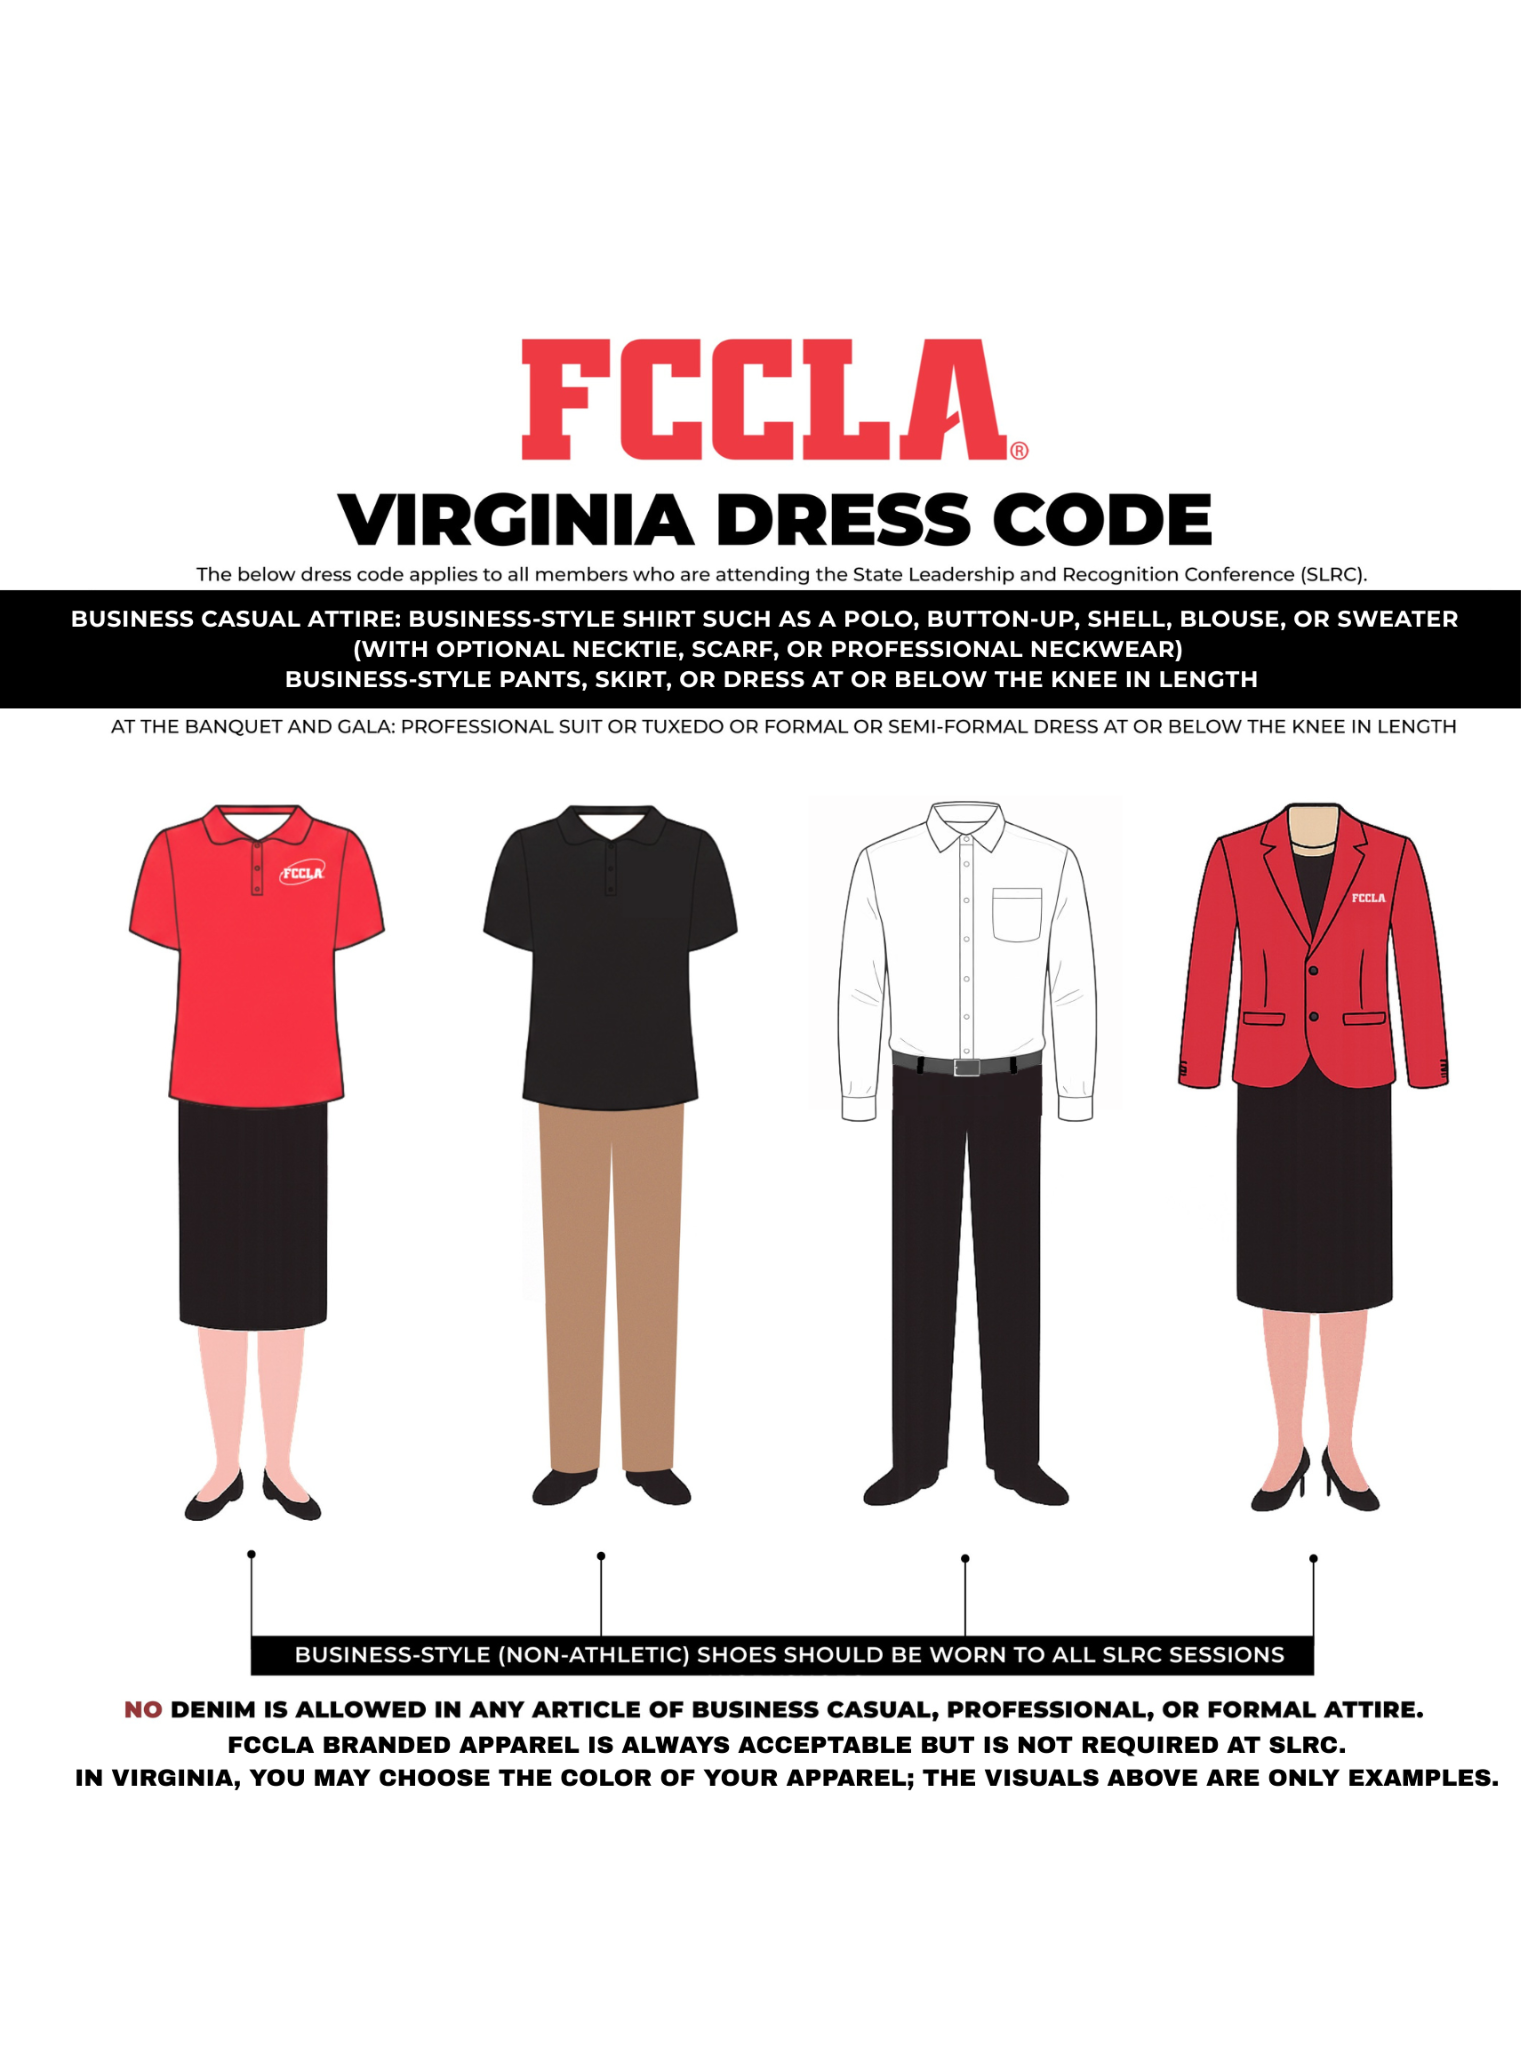 FCCLA®
VIRGINIA DRESS CODE
The below dress code applies to all members who are attending the State Leadership and Recognition Conference (SLRC).
BUSINESS CASUAL ATTIRE: BUSINESS-STYLE SHIRT SUCH AS A POLO, BUTTON-UP, SHELL, BLOUSE, OR SWEATER
(WITH OPTIONAL NECKTIE, SCARF, OR PROFESSIONAL NECKWEAR)
BUSINESS-STYLE PANTS, SKIRT, OR DRESS AT OR BELOW THE KNEE IN LENGTH
AT THE BANQUET AND GALA: PROFESSIONAL SUIT OR TUXEDO OR FORMAL OR SEMI-FORMAL DRESS AT OR BELOW THE KNEE IN LENGTH
FCCLA
FCCLA
BUSINESS-STYLE (NON-ATHLETIC) SHOES SHOULD BE WORN TO ALL SLRC SESSIONS
NO DENIM IS ALLOWED IN ANY ARTICLE OF BUSINESS CASUAL, PROFESSIONAL, OR FORMAL ATTIRE.
FCCLA BRANDED APPAREL IS ALWAYS ACCEPTABLE BUT IS NOT REQUIRED AT SLRC.
IN VIRGINIA, YOU MAY CHOOSE THE COLOR OF YOUR APPAREL; THE VISUALS ABOVE ARE ONLY EXAMPLES.